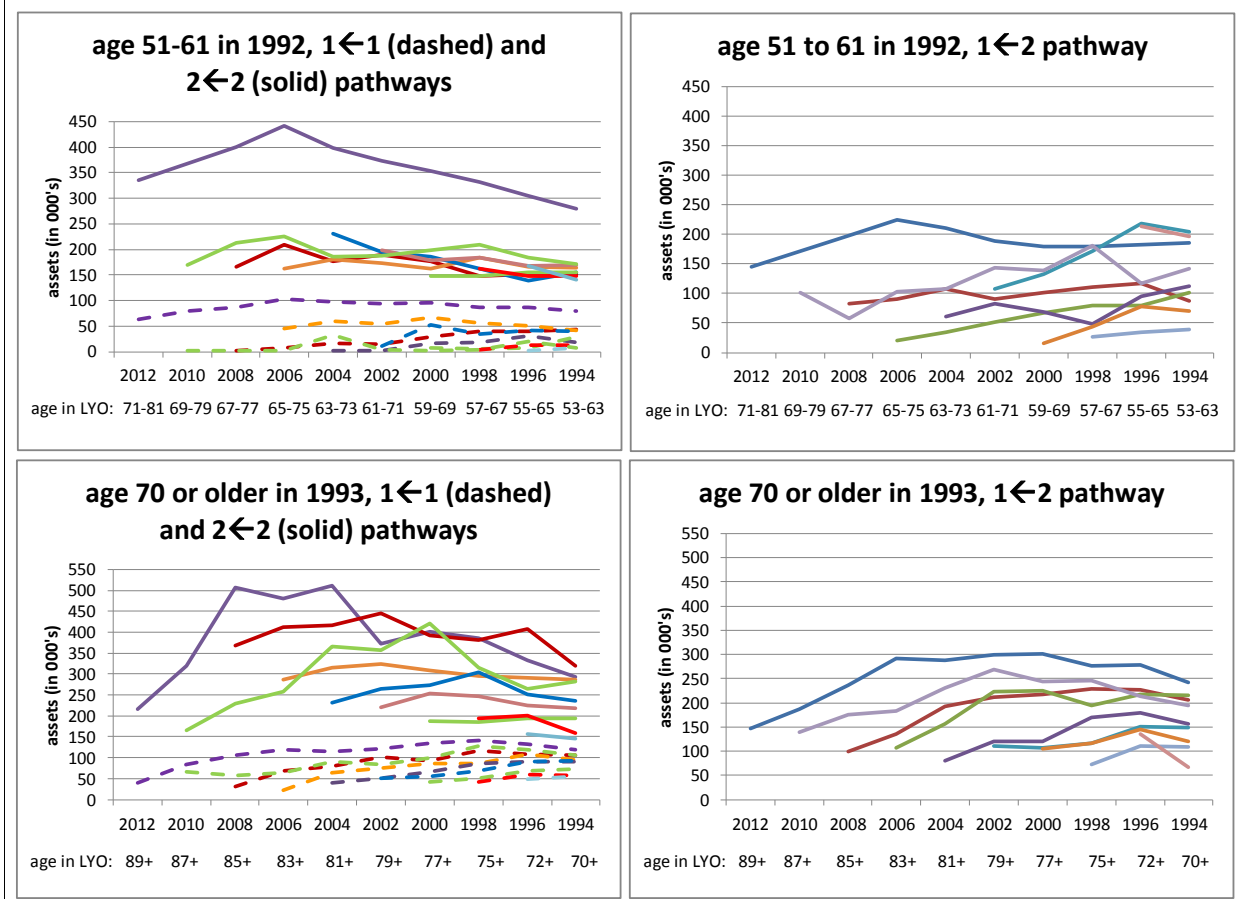 age 51-61 in 1992, 1←1 (dashed) and
2←2 (solid) pathways
assets (in 000's)
450
400
350
300
250
200
150
100
50
0
2012 2010 2008 2006 2004 2002 2000 1998 1996 1994
age in LYO: 71-81 69-79 67-77 65-75 63-73 61-71 59-69 57-67 55-65 53-63
age 51 to 61 in 1992, 1←2 pathway
assets (in 000's)
450
400
350
300
250
200
150
100
50
0
2012 2010 2008 2006 2004 2002 2000 1998 1996 1994
age in LYO: 71-81 69-79 67-77 65-75 63-73 61-71 59-69 57-67 55-65 53-63
age 70 or older in 1993, 1←1 (dashed)
and 2←2 (solid) pathways
assets (in 000's)
550
500
450
400
350
300
250
200
150
100
50
0
2012 2010 2008 2006 2004 2002 2000 1998 1996 1994
age in LYO: 89+ 87+ 85+ 83+ 81+ 79+ 77+ 75+ 72+ 70+
age 70 or older in 1993, 1←2 pathway
assets (in 000's)
550
500
450
400
350
300
250
200
150
100
50
0
2012 2010 2008 2006 2004 2002 2000 1998 1996 1994
age in LYO: 89+ 87+ 85+ 83+ 81+ 79+ 77+ 75+ 72+ 70+